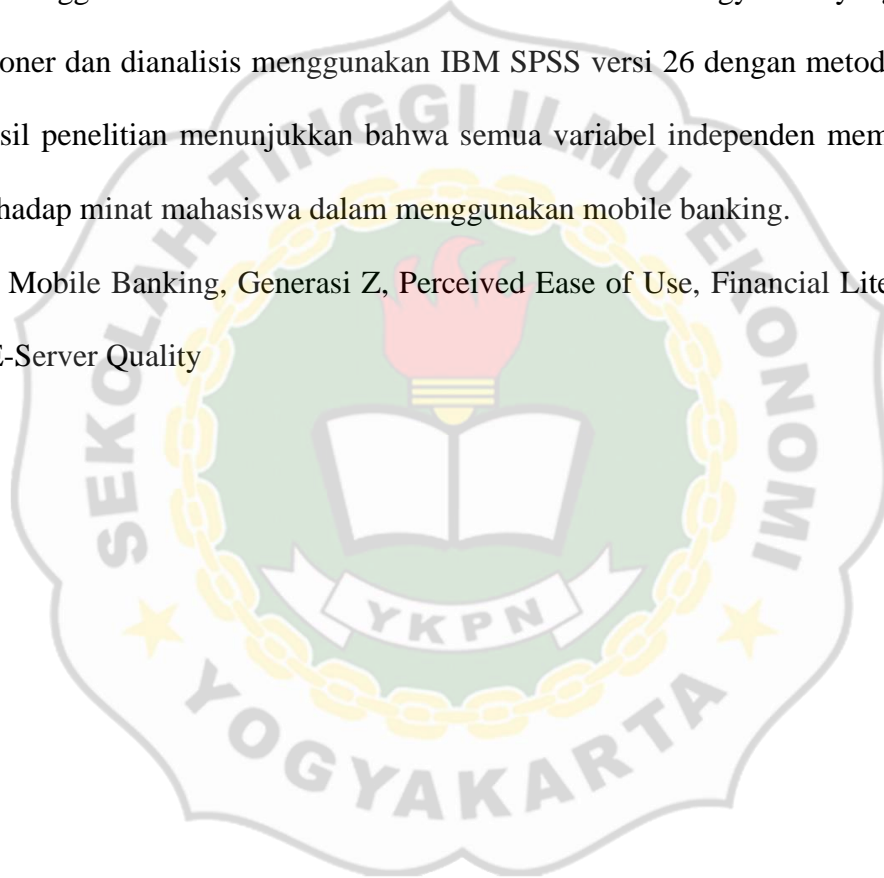 oner dan dianalisis menggunakan IBM SPSS versi 26 dengan metod
sil penelitian menunjukkan bahwa semua variabel independen mem
hadap minat mahasiswa dalam menggunakan mobile banking.
Mobile Banking, Generasi Z, Perceived Ease of Use, Financial Lite
E-Server Quality
SEKOLAH TINGGI ILMU EKONOMI
YKPN
YOGYAKARTA